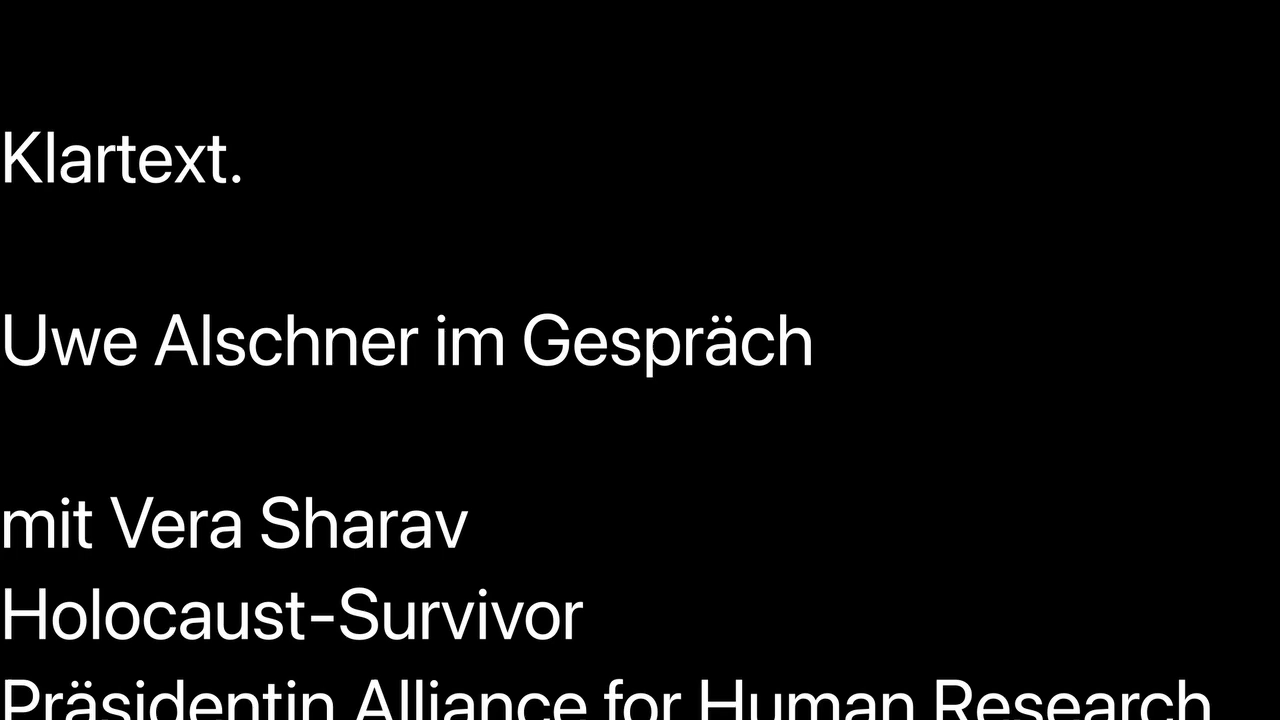 Klartext.
Uwe Alschner im Gespräch
mit Vera Sharav
Holocaust-Survivor
Präsidentin Alliance for Human Research